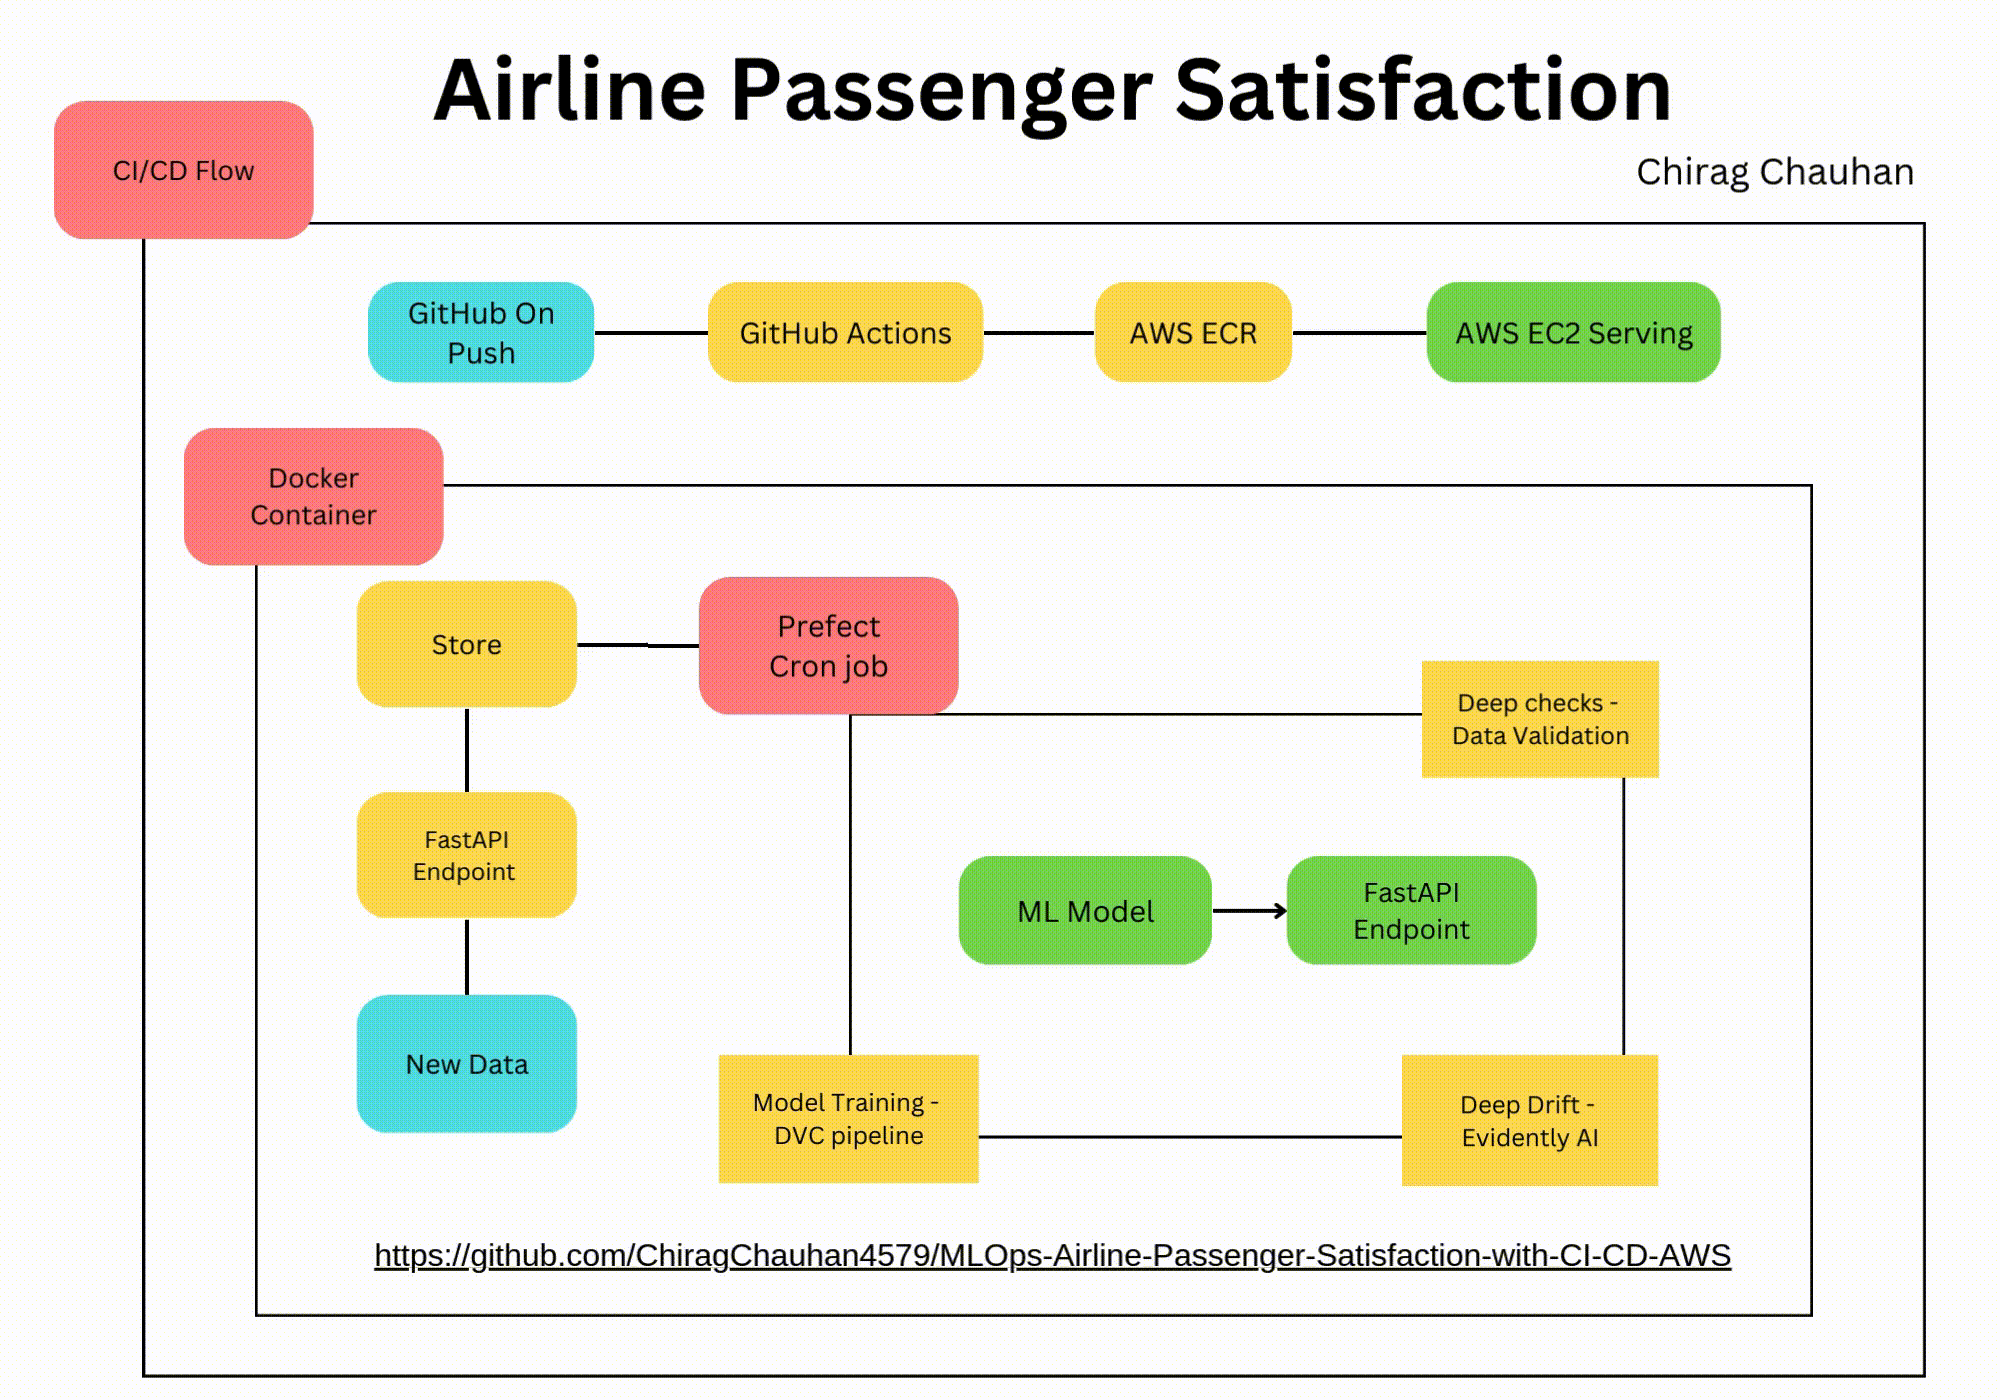 Airline Passenger Satisfaction
Chirag Chauhan
CI/CD Flow
GitHub On
Push
GitHub Actions
AWS ECR
AWS EC2 Serving
Docker
Container
Store
Prefect
Cron job
Deep checks -
Data Validation
FastAPI
Endpoint
ML Model
FastAPI
Endpoint
New Data
Model Training -
DVC pipeline
Deep Drift -
Evidently AI
https://github.com/ChiragChauhan4579/MLOps-Airline-Passenger-Satisfaction-with-CI-CD-AWS